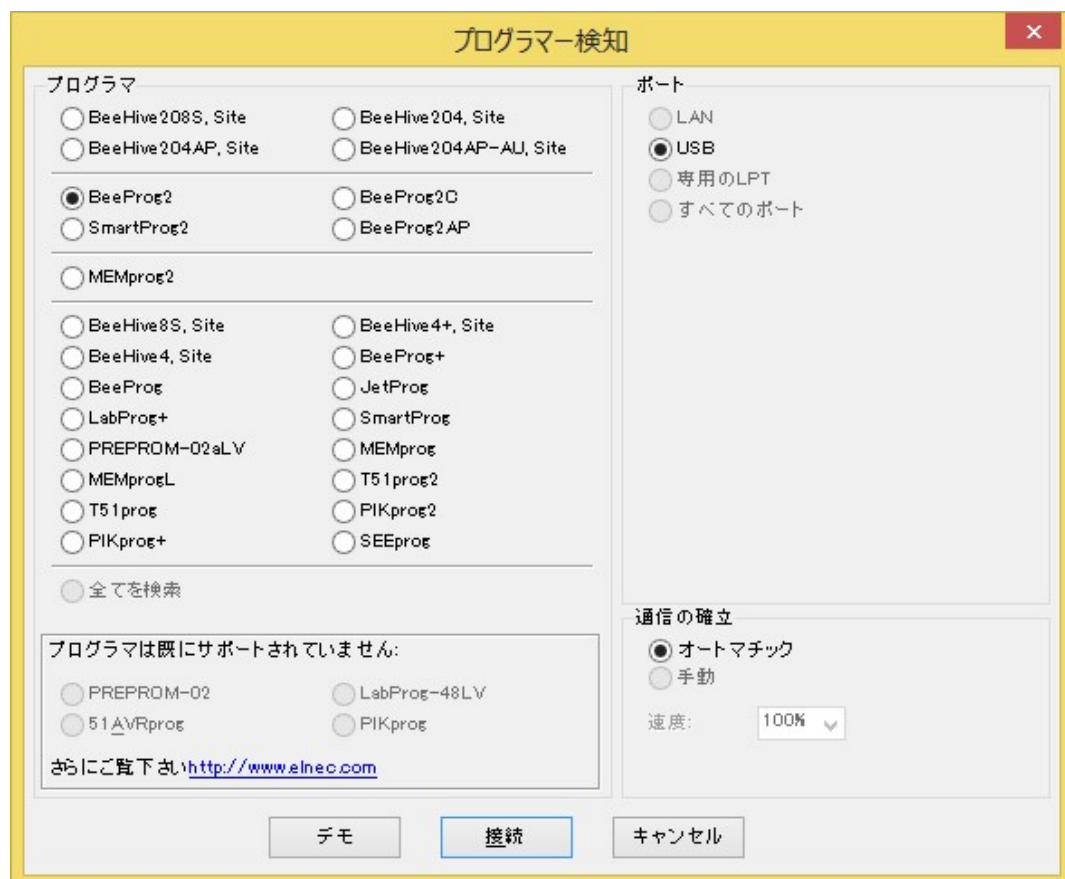 プログラマー検知
プログラマ
BeeHive208S, Site
BeeHive204, Site
BeeHive204AP, Site
BeeHive204AP-AU, Site
BeeProg2
BeeProg2C
SmartProg2
BeeProg2AP
MEMprog2
BeeHive8S, Site
BeeHive4+, Site
BeeHive4, Site
BeeProg+
BeeProg
JetProg
LabProg+
SmartProg
PREPROM-02aLV
MEMprog
MEMprogL
T51prog2
T51prog
PIKprog2
PIKprog+
SEEprog
全てを検索
プログラマは既にサポートされていません:
PREPROM-02
LabProg-48LV
51AVRprog
PIKprog
さらにご覧下さいhttp://www.elnec.com
ポート
LAN
USB
専用のLPT
すべてのポート
通信の確立
オートマチック
手動
速度:
100%
デモ
接続
キャンセル